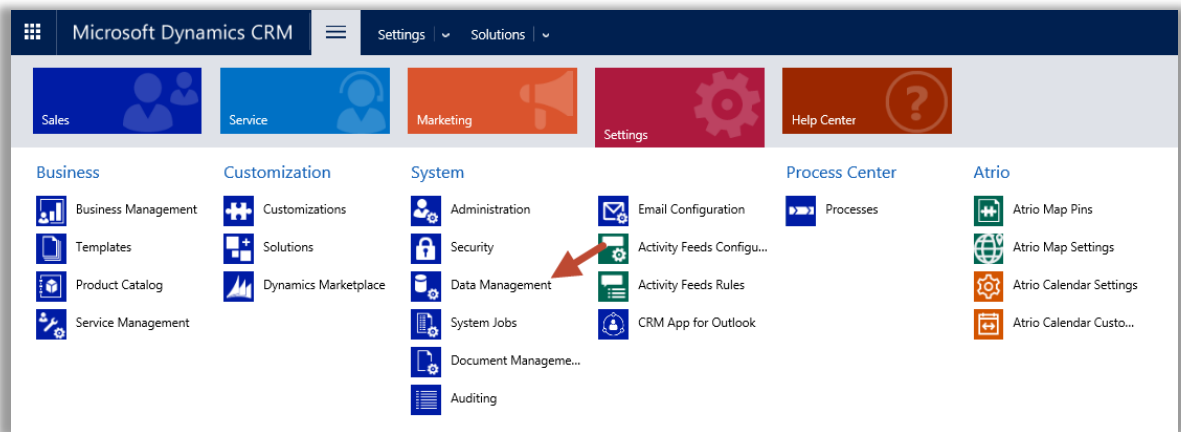 Microsoft Dynamics CRM
Settings
Solutions
Sales
Service
Marketing
Settings
Help Center
?
Business
Business Management
Templates
Product Catalog
Service Management
Customization
Customizations
Solutions
Dynamics Marketplace
System
Administration
Security
Data Management
System Jobs
Document Manageme...
Auditing
Email Configuration
Activity Feeds Configu...
Activity Feeds Rules
CRM App for Outlook
Process Center
Processes
Atrio
Atrio Map Pins
Atrio Map Settings
Atrio Calendar Settings
Atrio Calendar Custo...